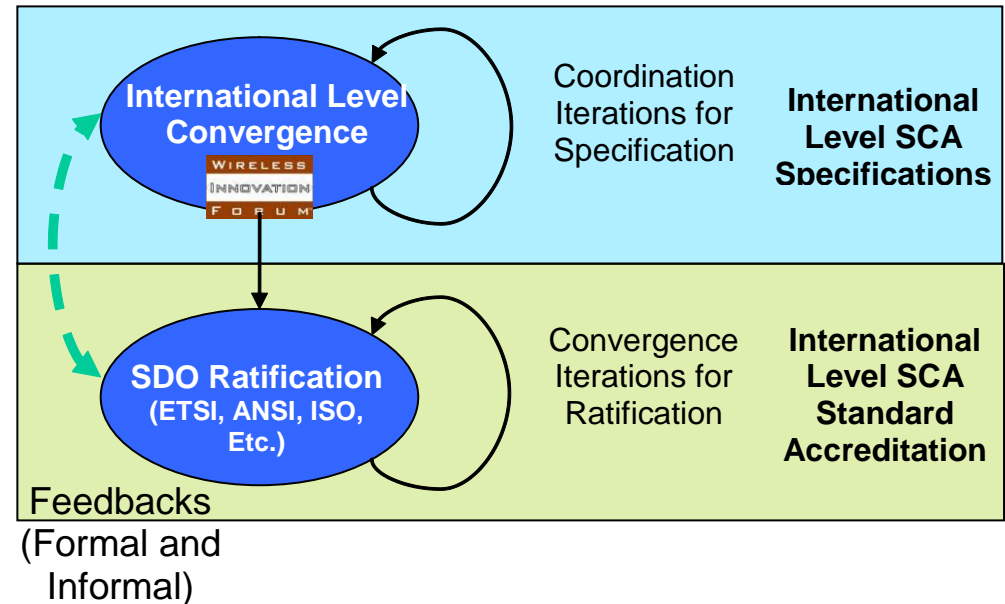 International Level
Convergence
WIRELESS
INNOVATION
FORUM
Coordination
Iterations for
Specification
International
Level SCA
Specifications
SDO Ratification
(ETSI, ANSI, ISO,
Etc.)
Convergence
Iterations for
Ratification
International
Level SCA
Standard
Accreditation
Feedbacks
(Formal and
Informal)